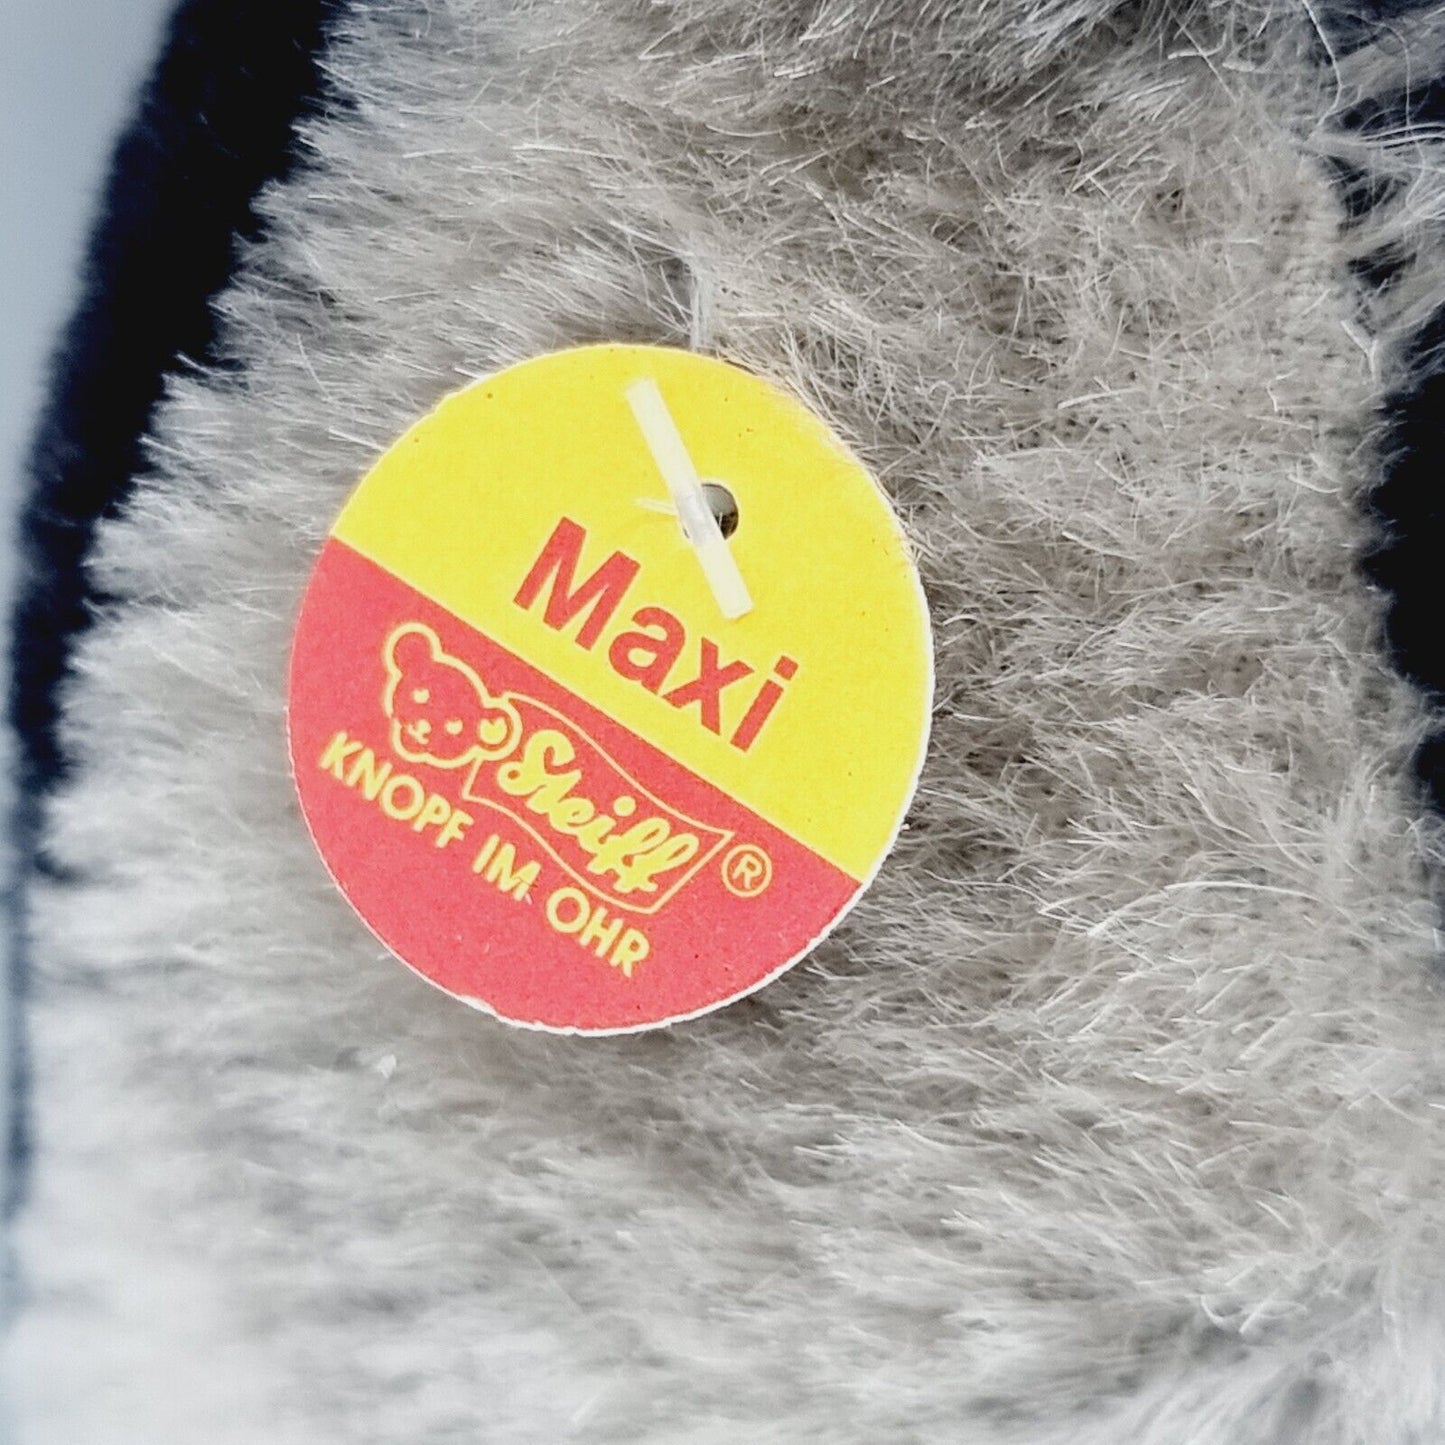 Maxi
Steiff ®
KNOPF IM OHR